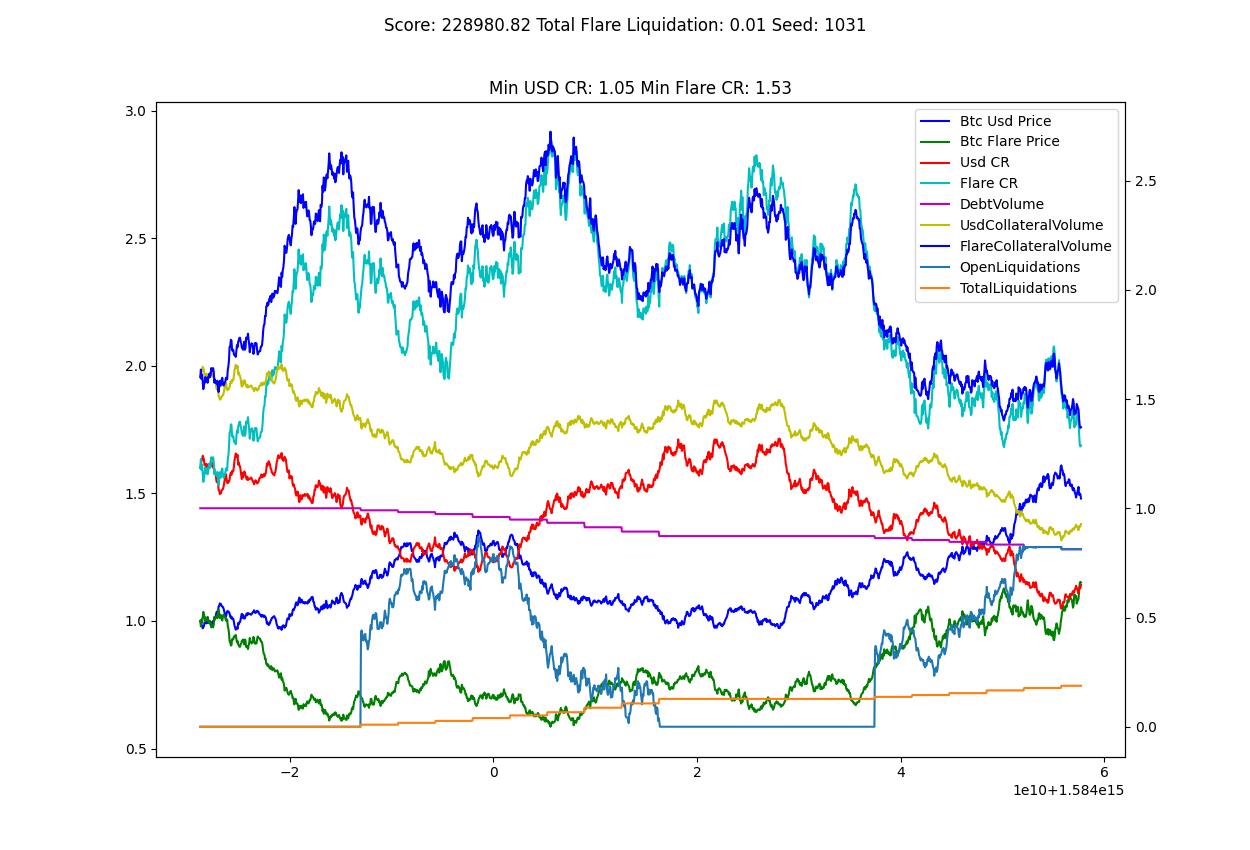 Score: 228980.82 Total Flare Liquidation: 0.01 Seed: 1031
Min USD CR: 1.05 Min Flare CR: 1.53
3.0
2.5
2.0
1.5
1.0
0.5
Btc Usd Price
Btc Flare Price
Usd CR
Flare CR
DebtVolume
UsdCollateralVolume
FlareCollateralVolume
OpenLiquidations
TotalLiquidations
2.5
2.0
1.5
1.0
0.5
0.0
−2 0 2 4 6
1e10+1.584e15